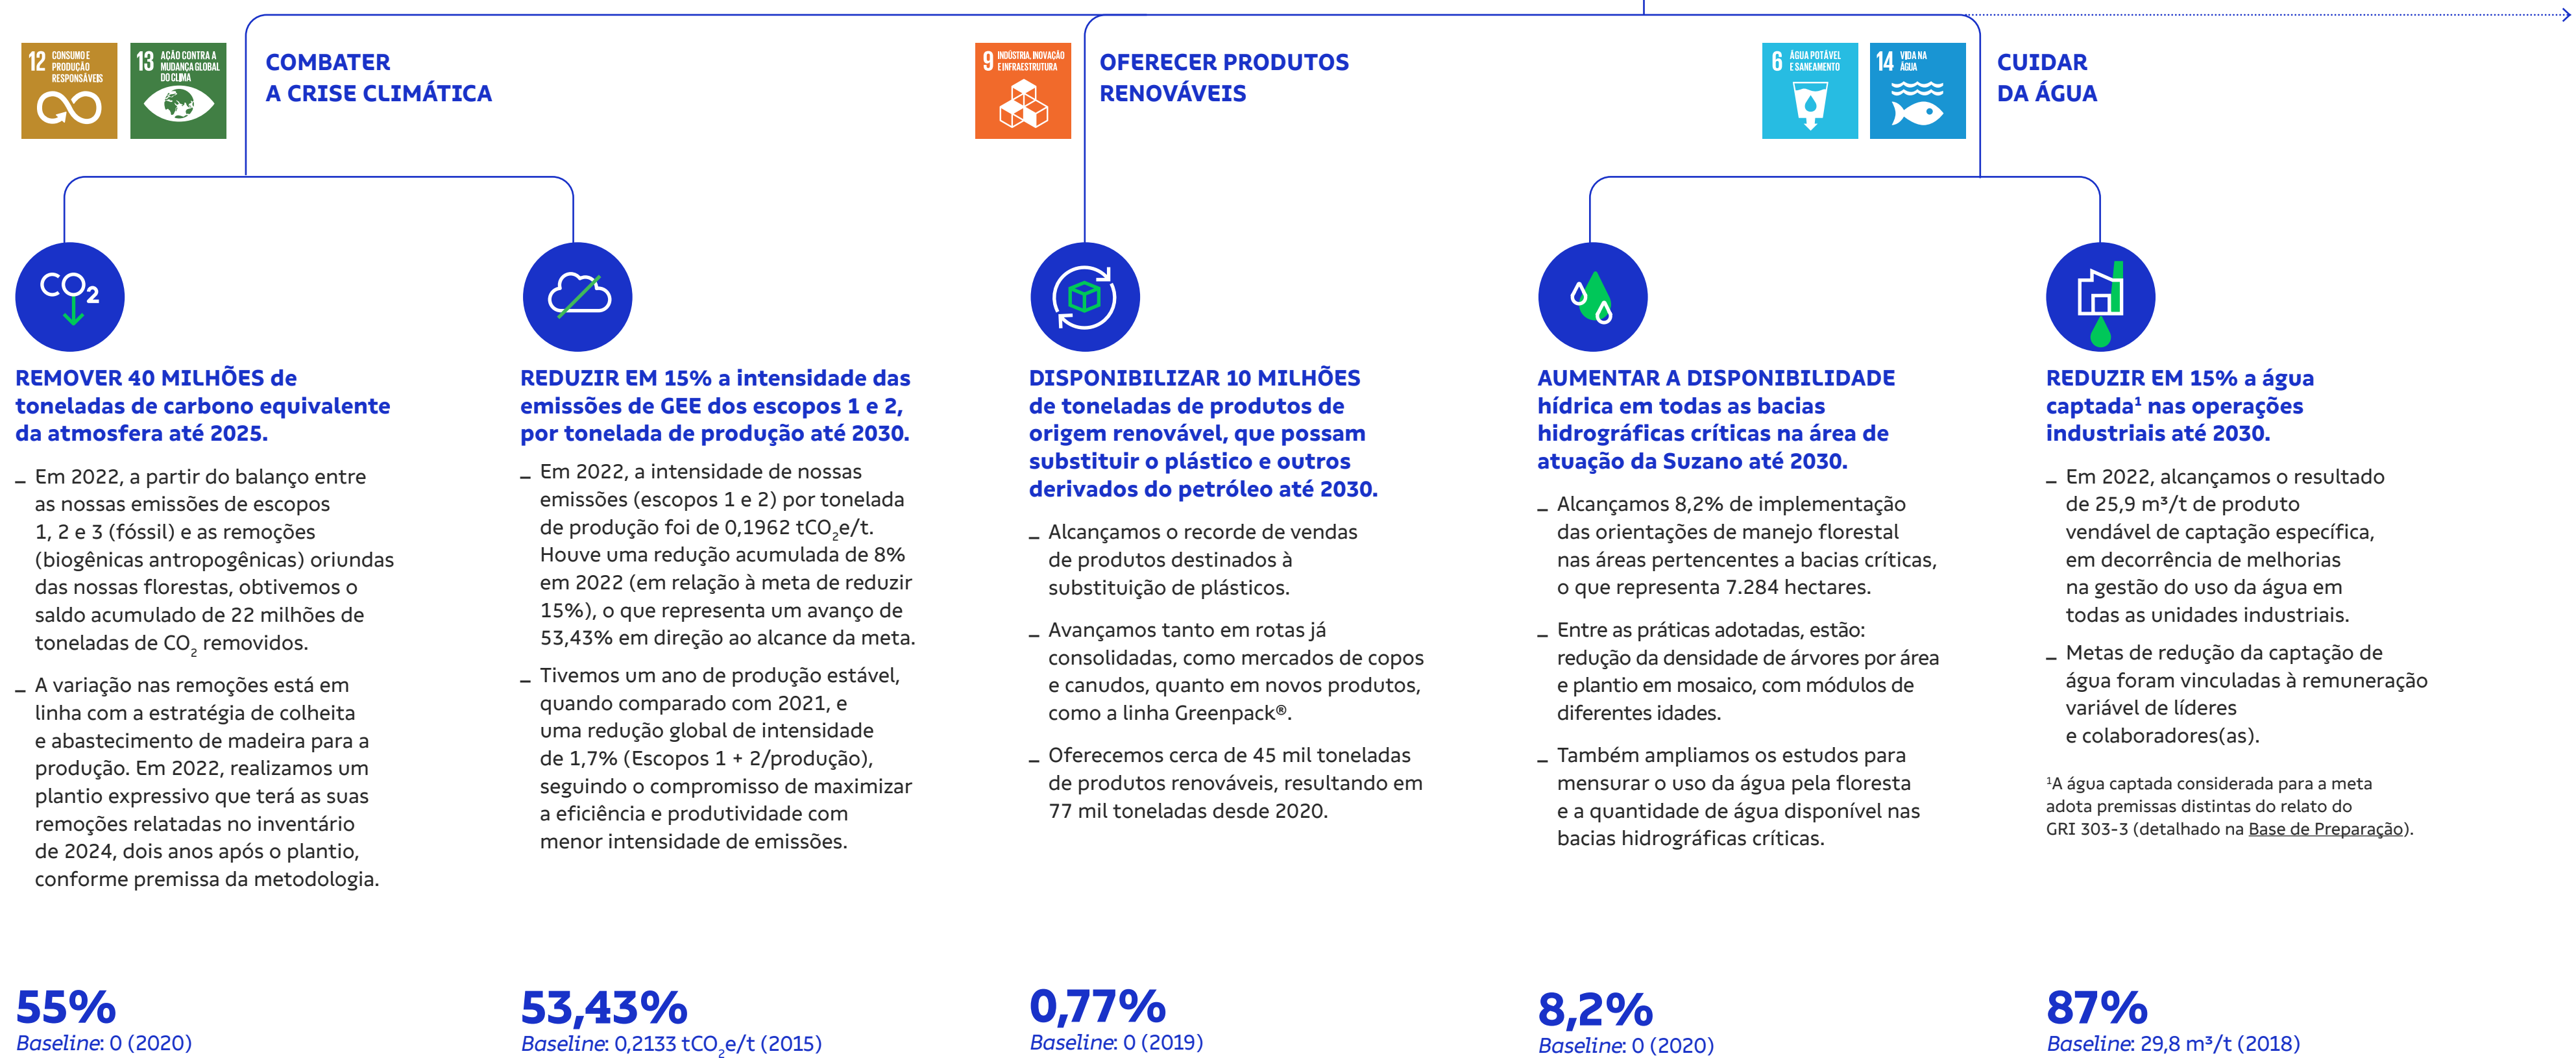 12 CONSUMO E
PRODUÇÃO
RESPONSÁVEIS
13 AÇÃO CONTRA A
MUDANÇA GLOBAL
DO CLIMA
COMBATER
A CRISE CLIMÁTICA
9 INDÚSTRIA, INOVAÇÃO
E INFRAESTRUTURA
OFERECER PRODUTOS
RENOVÁVEIS
6 ÁGUA POTÁVEL
E SANEAMENTO
14 VIDA NA
ÁGUA
CUIDAR
DA ÁGUA
CO2
REMOVER 40 MILHÕES de
toneladas de carbono equivalente
da atmosfera até 2025.
_ Em 2022, a partir do balanço entre
as nossas emissões de escopos
1, 2 e 3 (fóssil) e as remoções
(biogênicas antropogênicas) oriundas
das nossas florestas, obtivemos o
saldo acumulado de 22 milhões de
toneladas de CO2 removidos.
_ A variação nas remoções está em
linha com a estratégia de colheita
e abastecimento de madeira para a
produção. Em 2022, realizamos um
plantio expressivo que terá as suas
remoções relatadas no inventário
de 2024, dois anos após o plantio,
conforme premissa da metodologia.
55%
Baseline: 0 (2020)
REDUZIR EM 15% a intensidade das
emissões de GEE dos escopos 1 e 2,
por tonelada de produção até 2030.
_ Em 2022, a intensidade de nossas
emissões (escopos 1 e 2) por tonelada
de produção foi de 0,1962 tCO2e/t.
Houve uma redução acumulada de 8%
em 2022 (em relação à meta de reduzir
15%), o que representa um avanço de
53,43% em direção ao alcance da meta.
_ Tivemos um ano de produção estável,
quando comparado com 2021, e
uma redução global de intensidade
de 1,7% (Escopos 1 + 2/produção),
seguindo o compromisso de maximizar
a eficiência e produtividade com
menor intensidade de emissões.
53,43%
Baseline: 0,2133 tCO2e/t (2015)
DISPONIBILIZAR 10 MILHÕES
de toneladas de produtos de
origem renovável, que possam
substituir o plástico e outros
derivados do petróleo até 2030.
_ Alcançamos o recorde de vendas
de produtos destinados à
substituição de plásticos.
_ Avançamos tanto em rotas já
consolidadas, como mercados de copos
e canudos, quanto em novos produtos,
como a linha Greenpack®.
_ Oferecemos cerca de 45 mil toneladas
de produtos renováveis, resultando em
77 mil toneladas desde 2020.
0,77%
Baseline: 0 (2019)
AUMENTAR A DISPONIBILIDADE
hídrica em todas as bacias
hidrográficas críticas na área de
atuação da Suzano até 2030.
_ Alcançamos 8,2% de implementação
das orientações de manejo florestal
nas áreas pertencentes a bacias críticas,
o que representa 7.284 hectares.
_ Entre as práticas adotadas, estão:
redução da densidade de árvores por área
e plantio em mosaico, com módulos de
diferentes idades.
_ Também ampliamos os estudos para
mensurar o uso da água pela floresta
e a quantidade de água disponível nas
bacias hidrográficas críticas.
8,2%
Baseline: 0 (2020)
REDUZIR EM 15% a água
captada¹ nas operações
industriais até 2030.
_ Em 2022, alcançamos o resultado
de 25,9 m³/t de produto
vendável de captação específica,
em decorrência de melhorias
na gestão do uso da água em
todas as unidades industriais.
_ Metas de redução da captação de
água foram vinculadas à remuneração
variável de líderes
e colaboradores(as).
¹A água captada considerada para a meta
adota premissas distintas do relato do
GRI 303-3 (detalhado na Base de Preparação).
87%
Baseline: 29,8 m³/t (2018)